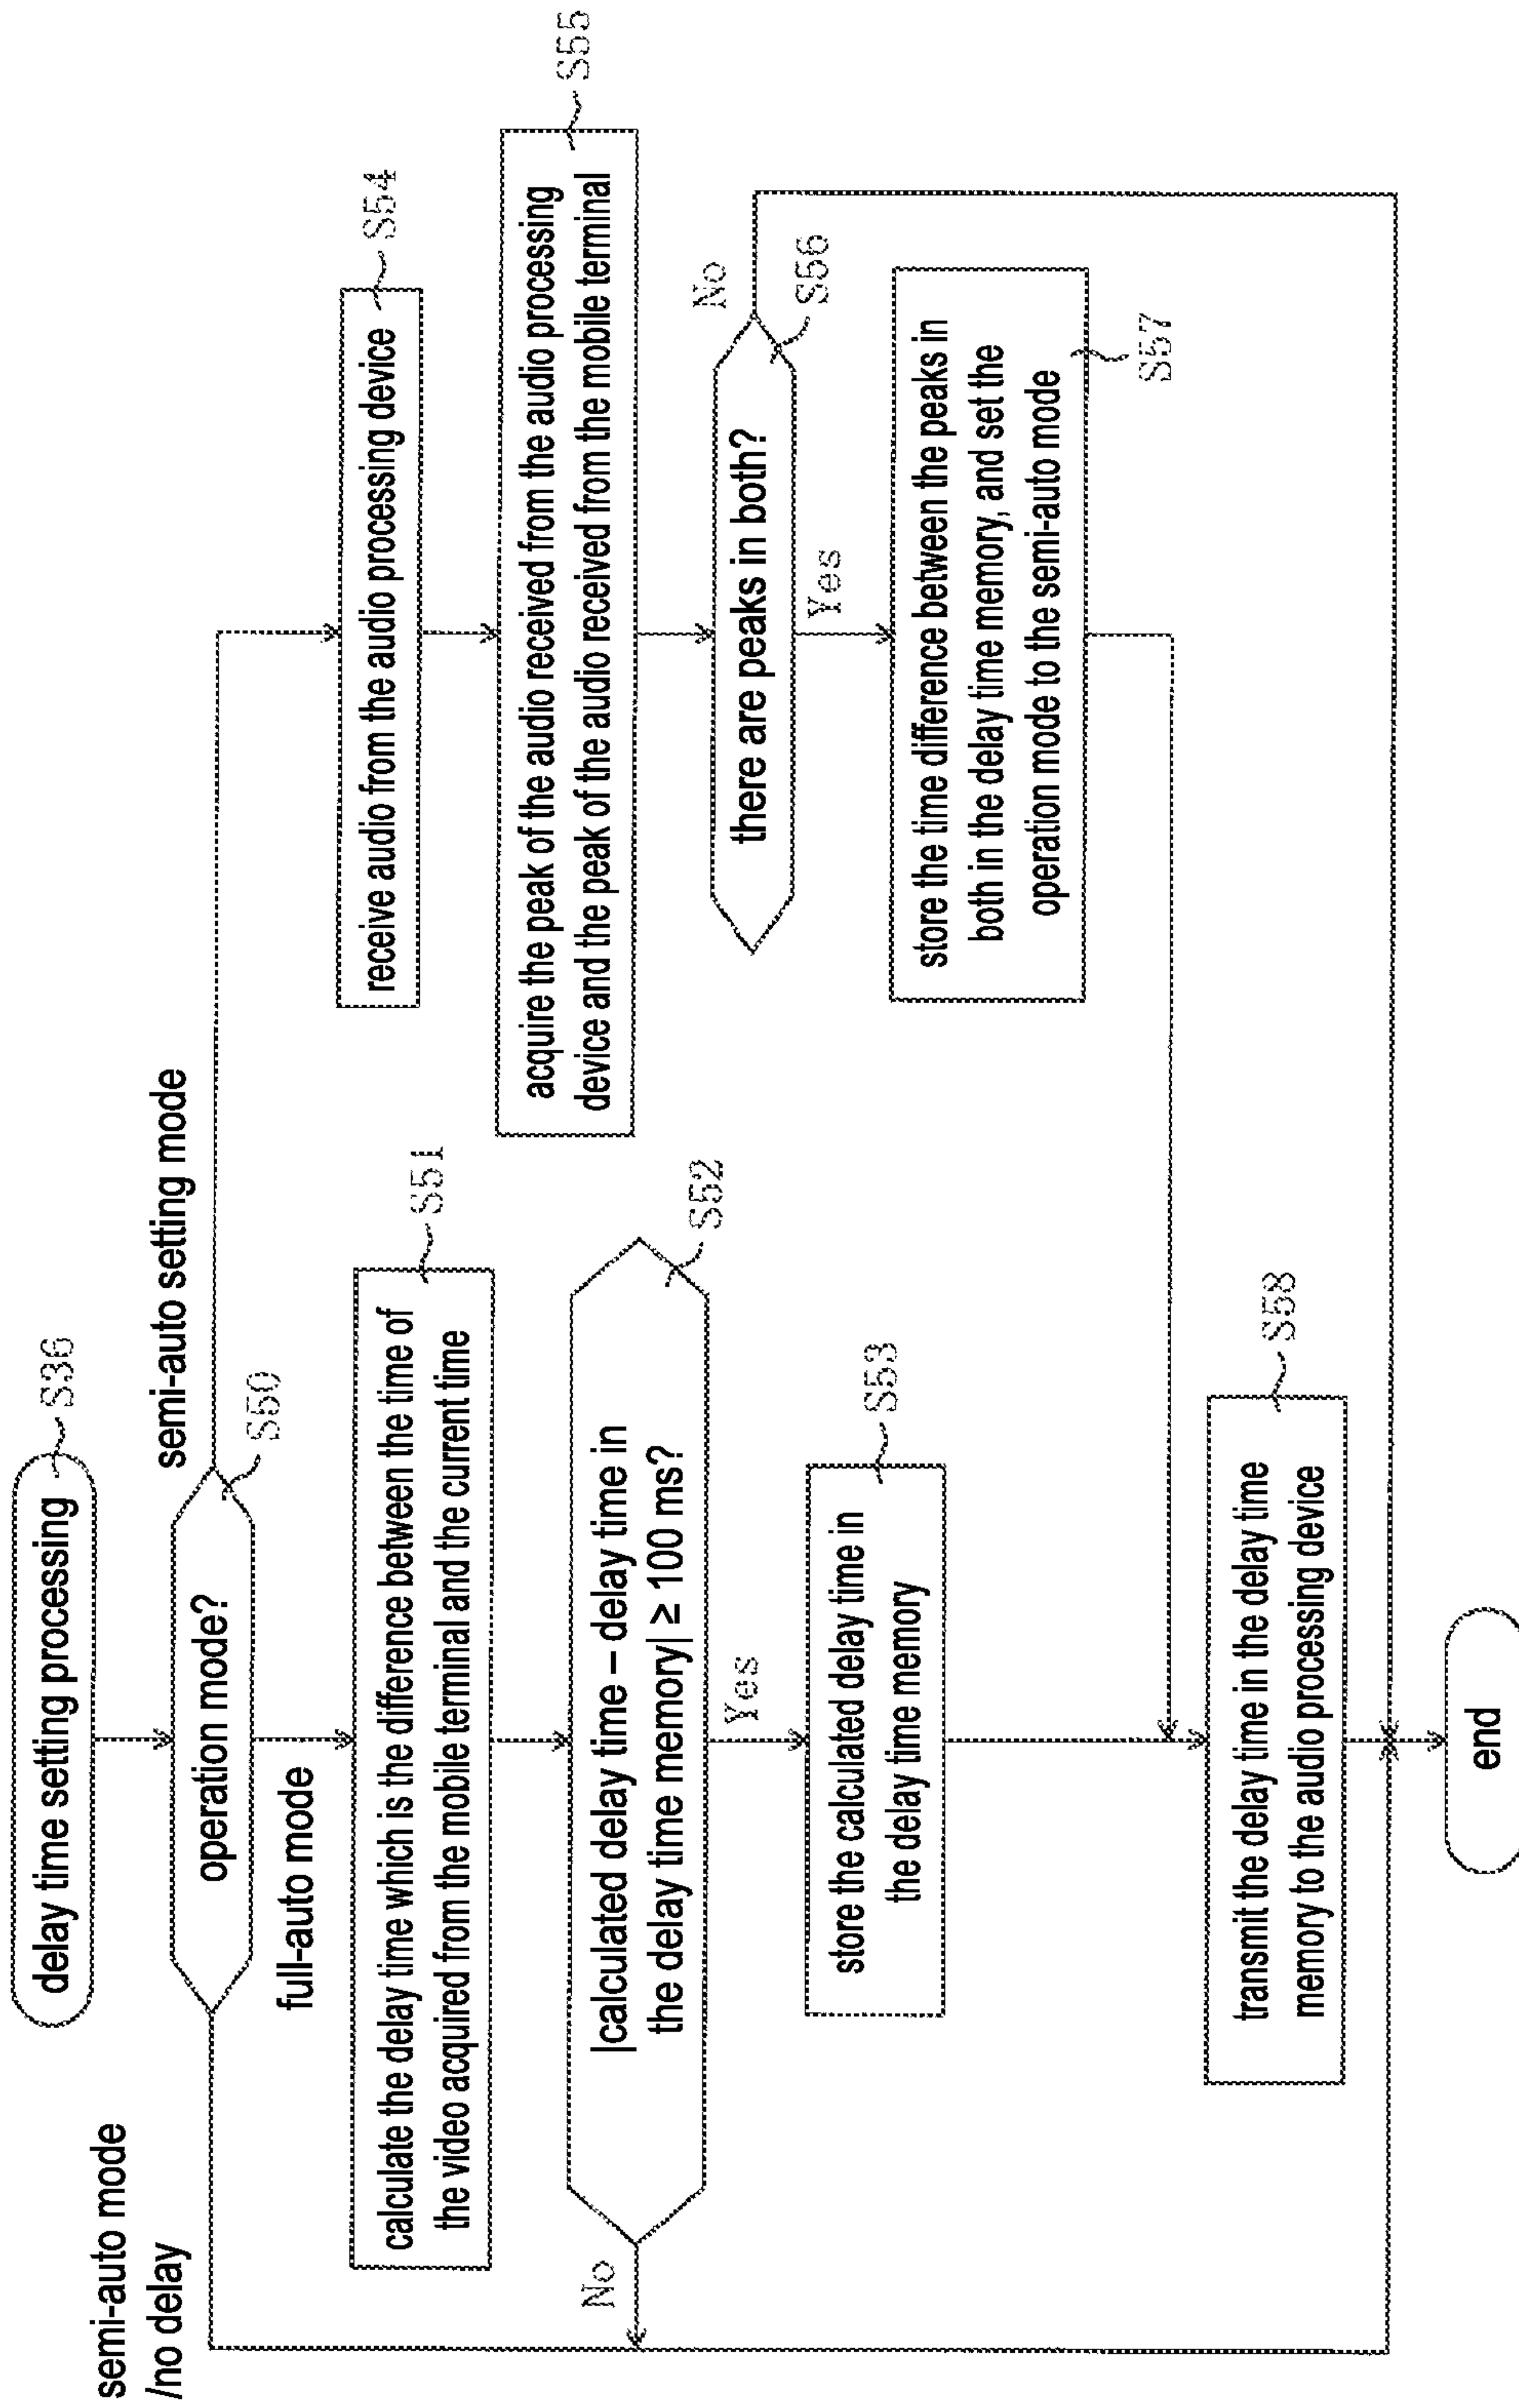 delay time setting processing
S36
semi-auto mode
/no delay
operation mode?
S50
semi-auto setting mode
full-auto mode
calculate the delay time which is the difference between the time of
the video acquired from the mobile terminal and the current time
S51
|calculated delay time – delay time in
the delay time memory| ≥ 100 ms?
S52
No
Yes
store the calculated delay time in
the delay time memory
S53
receive audio from the audio processing device
S54
acquire the peak of the audio received from the audio processing
device and the peak of the audio received from the mobile terminal
S55
there are peaks in both?
No
S56
Yes
store the time difference between the peaks in
both in the delay time memory, and set the
operation mode to the semi-auto mode
S57
transmit the delay time in the delay time
memory to the audio processing device
S58
end